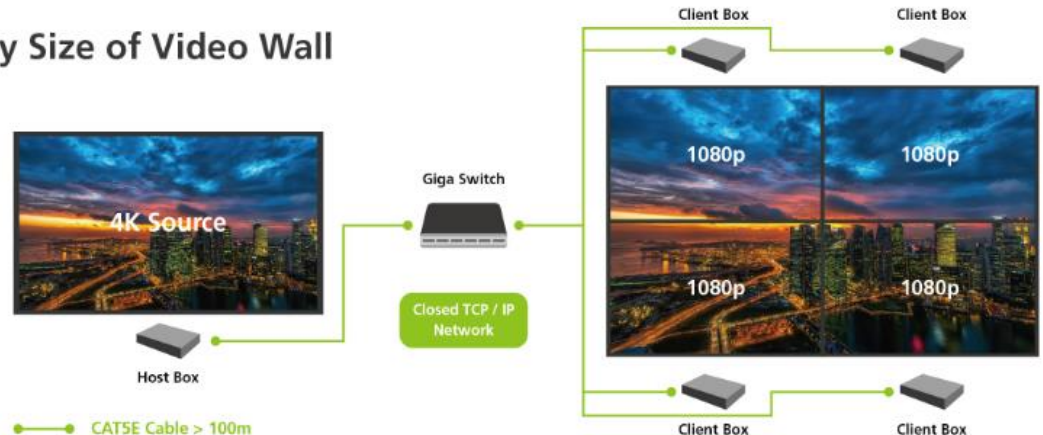 y Size of Video Wall
Client Box
Client Box
4K Source
Giga Switch
1080p
1080p
Closed TCP / IP
Network
1080p
1080p
Host Box
CAT5E Cable > 100m
Client Box
Client Box